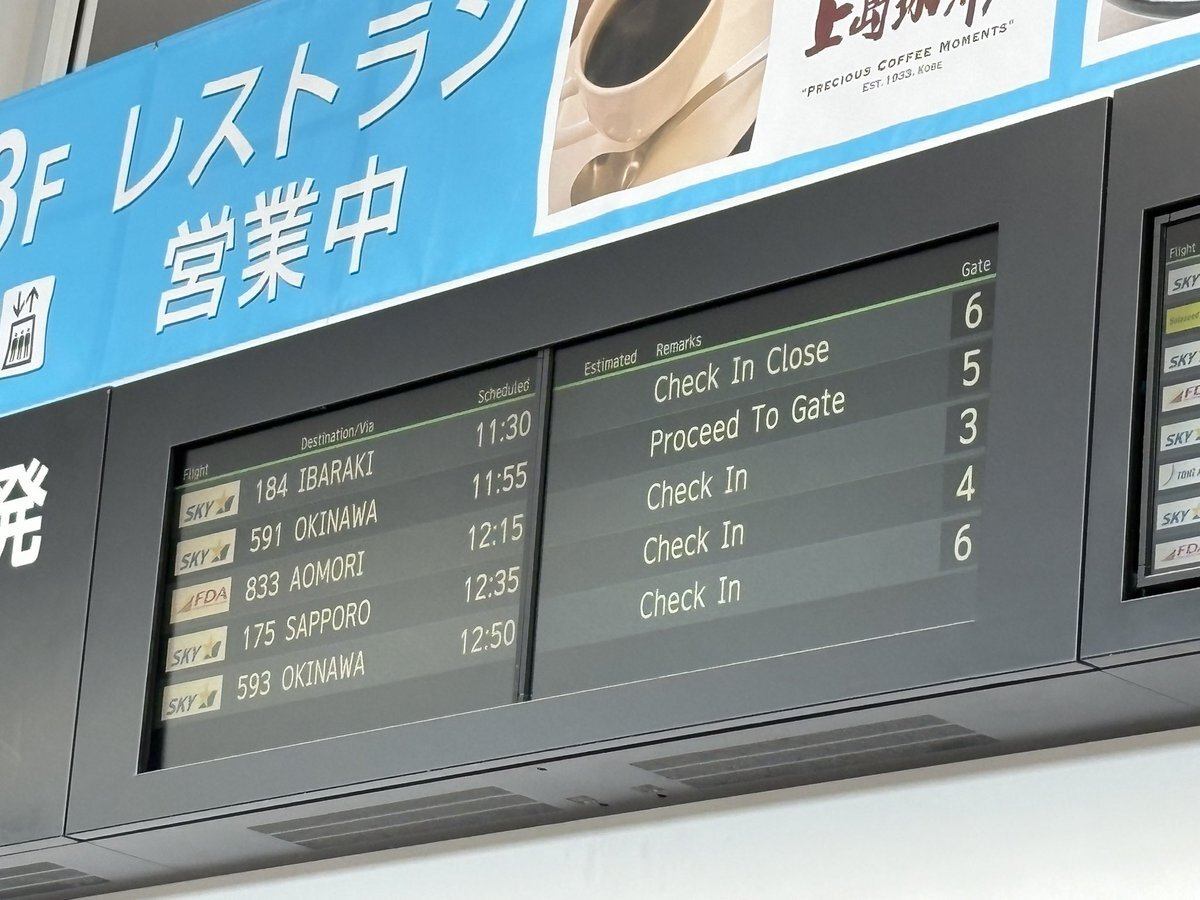 3F レストラン
営業中
上島珈琲
"PRECIOUS COFFEE MOMENTS"
EST. 1933, KOBE
発
Flight Destination/Via Scheduled Estimated Remarks Gate
SKY 184 IBARAKI 11:30 Check In Close 6
SKY 591 OKINAWA 11:55 Proceed To Gate 5
FDA 833 AOMORI 12:15 Check In 3
SKY 175 SAPPORO 12:35 Check In 4
SKY 593 OKINAWA 12:50 Check In 6
Flight
SKY
SKY
FDA
SKY
SKY
FDA